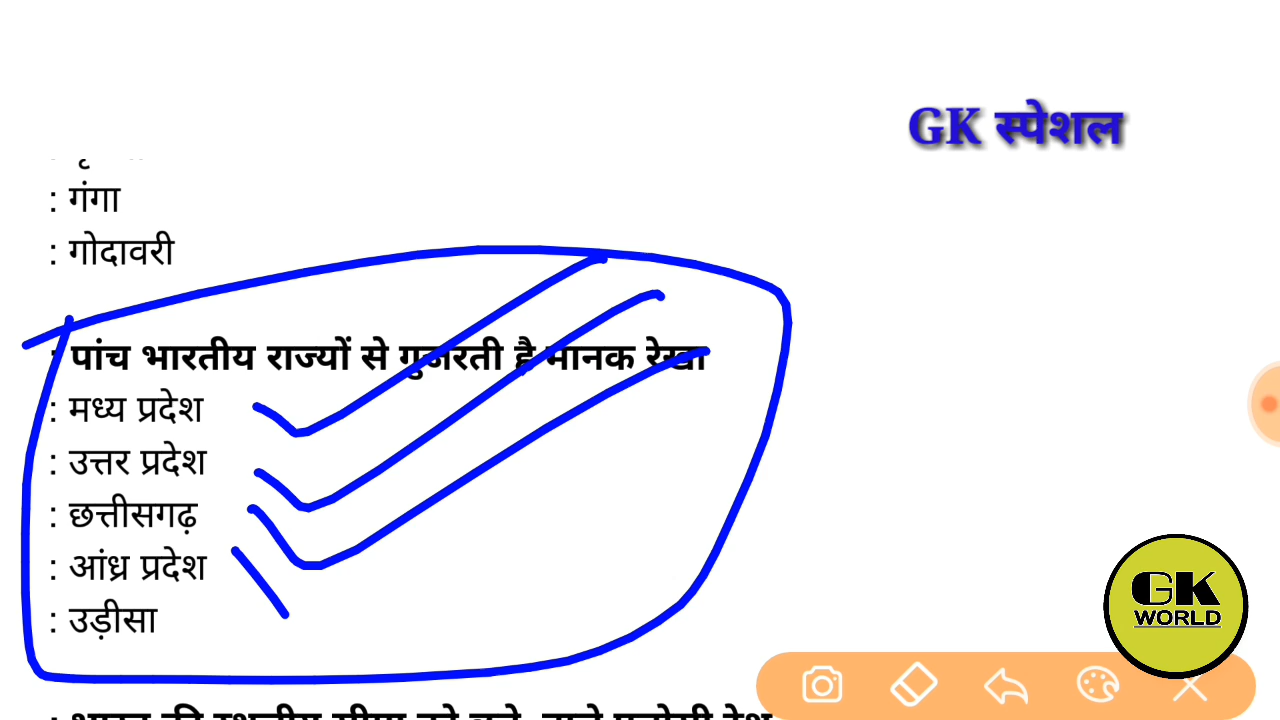 GK स्पेशल
: गंगा
: गोदावरी
: पांच भारतीय राज्यों से गुजरती है मानक रेखा
: मध्य प्रदेश
: उत्तर प्रदेश
: छत्तीसगढ़
: आंध्र प्रदेश
: उड़ीसा
GK
WORLD